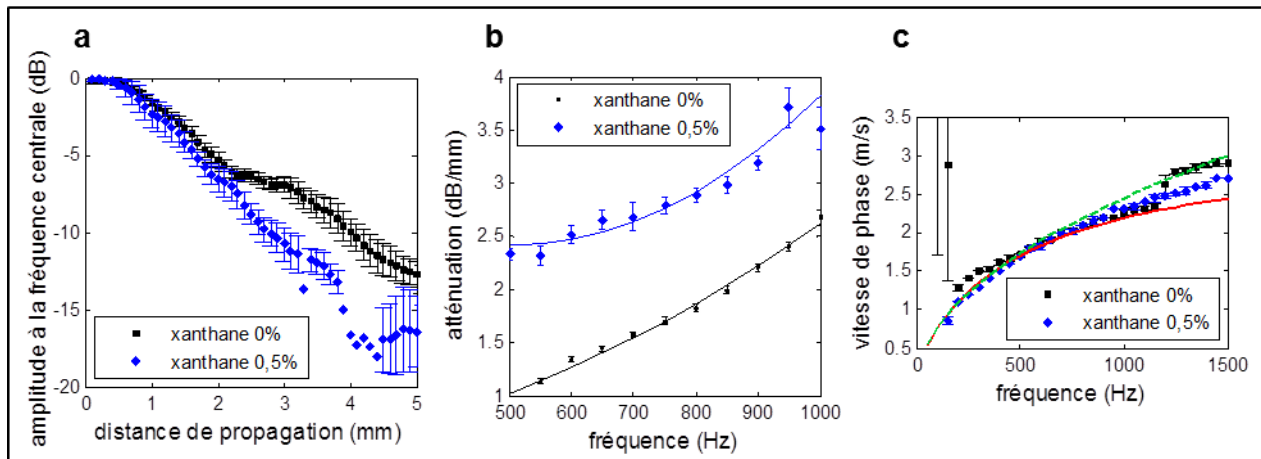 a
amplitude à la fréquence centrale (dB)
0
-5
-10
-15
-20
xanthane 0%
xanthane 0,5%
0
1
2
3
4
5
distance de propagation (mm)
b
atténuation (dB/mm)
4
3.5
3
2.5
2
1.5
1
xanthane 0%
xanthane 0,5%
500
600
700
800
900
1000
fréquence (Hz)
c
vitesse de phase (m/s)
3.5
3
2.5
2
1.5
1
0.5
xanthane 0%
xanthane 0,5%
0
500
1000
1500
fréquence (Hz)